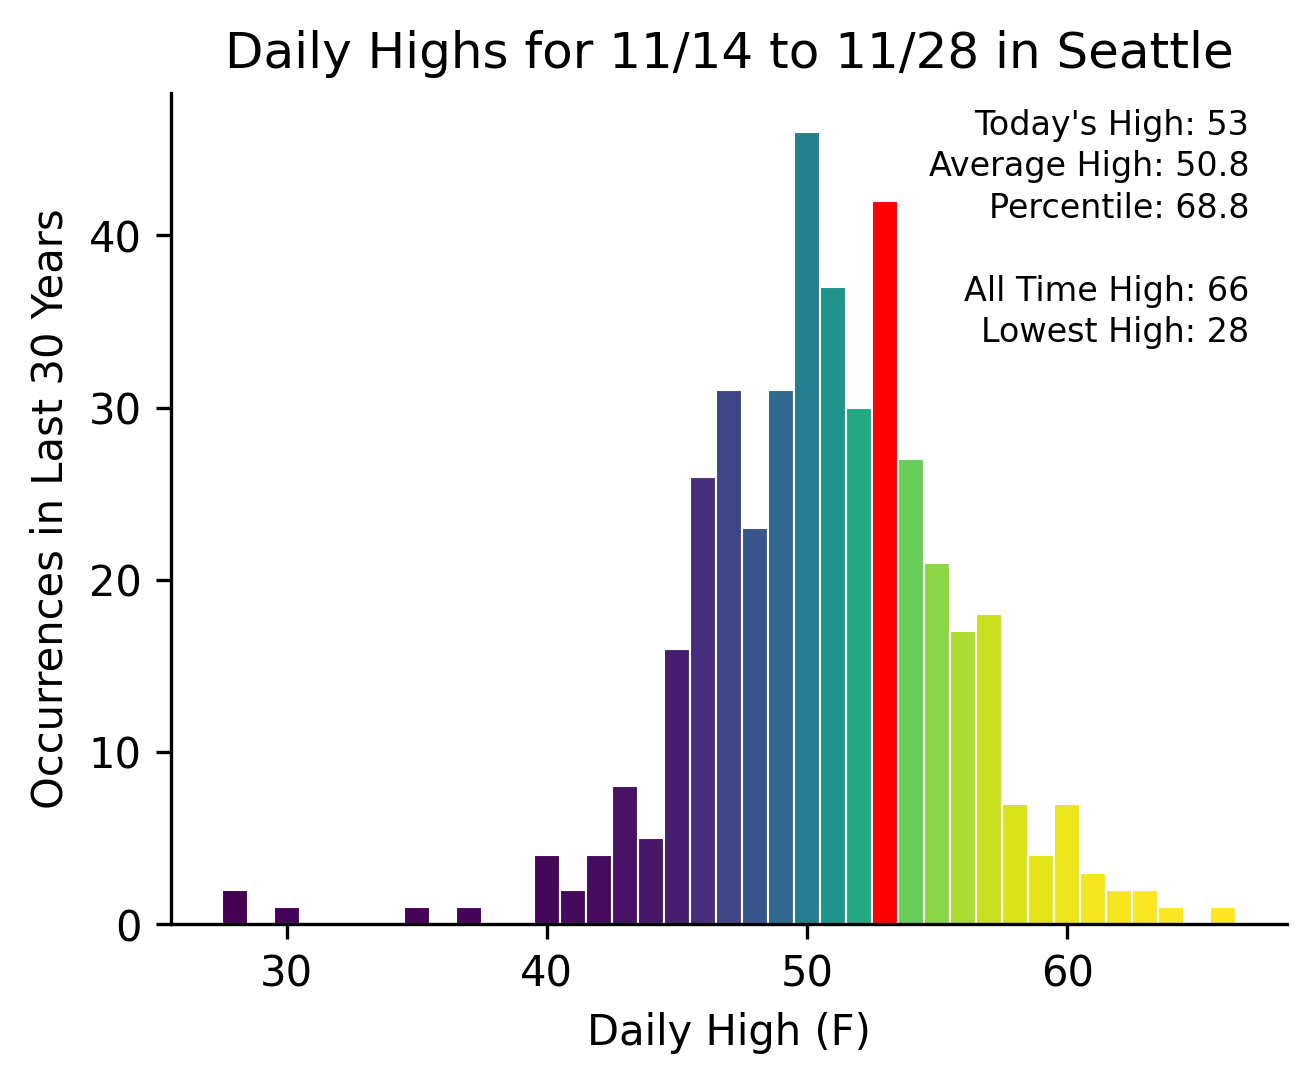 Daily Highs for 11/14 to 11/28 in Seattle
Today's High: 53
Average High: 50.8
Percentile: 68.8
All Time High: 66
Lowest High: 28
Occurrences in Last 30 Years
40
30
20
10
0
30 40 50 60
Daily High (F)